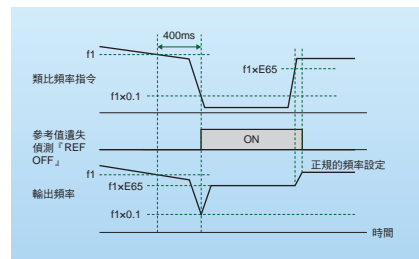 400ms
f1
f1×E65
類比頻率指令
f1×0.1
參考值遺失
偵測『REF
OFF』
ON
f1
正規的頻率設定
f1×E65
輸出頻率
f1×0.1
時間